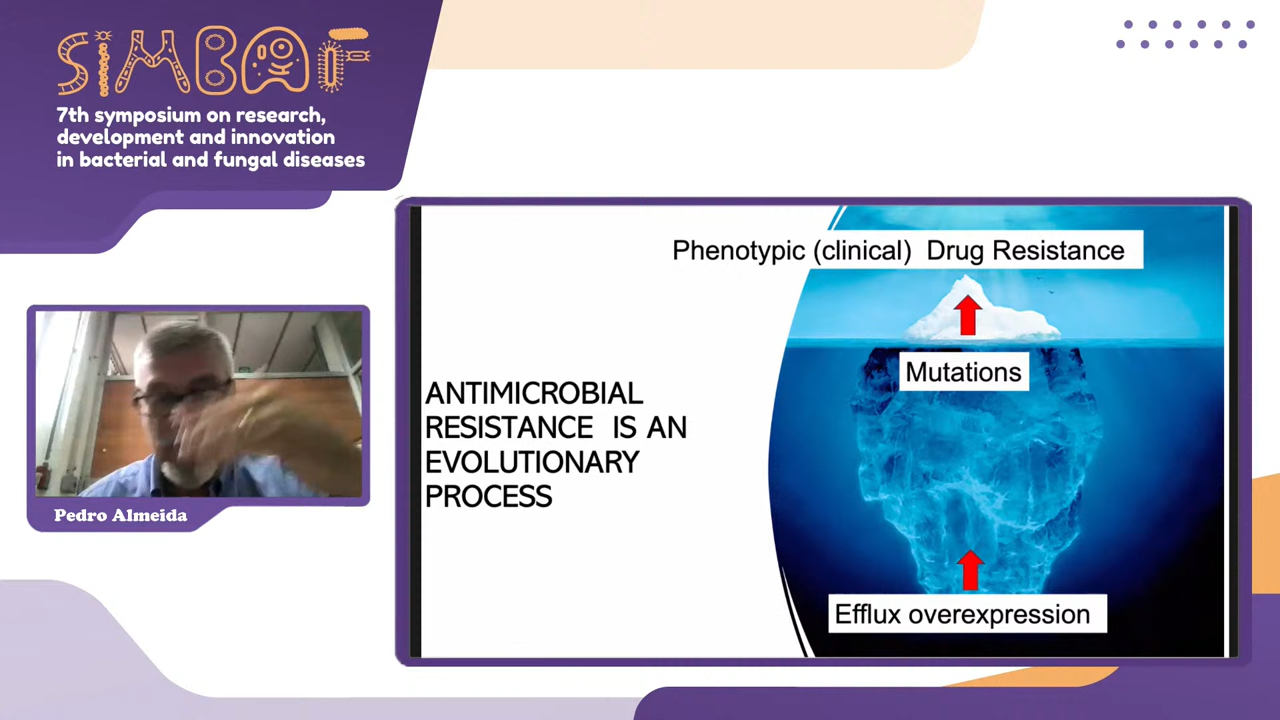 SIMBAF
7th symposium on research,
development and innovation
in bacterial and fungal diseases
Pedro Almeida
Phenotypic (clinical) Drug Resistance
Mutations
ANTIMICROBIAL
RESISTANCE IS AN
EVOLUTIONARY
PROCESS
Efflux overexpression